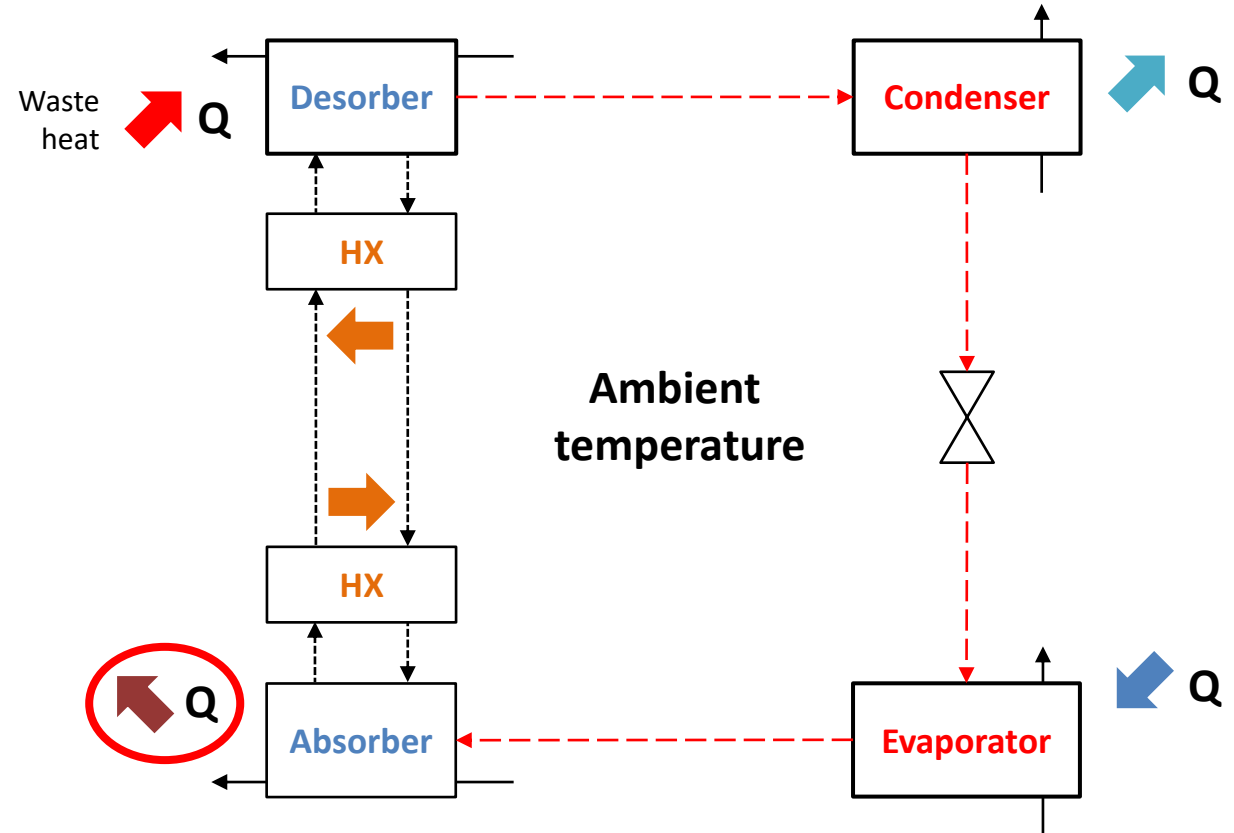 Desorber
Condenser
Waste
heat
Q
Q
HX
Ambient
temperature
HX
Q
Q
Absorber
Evaporator